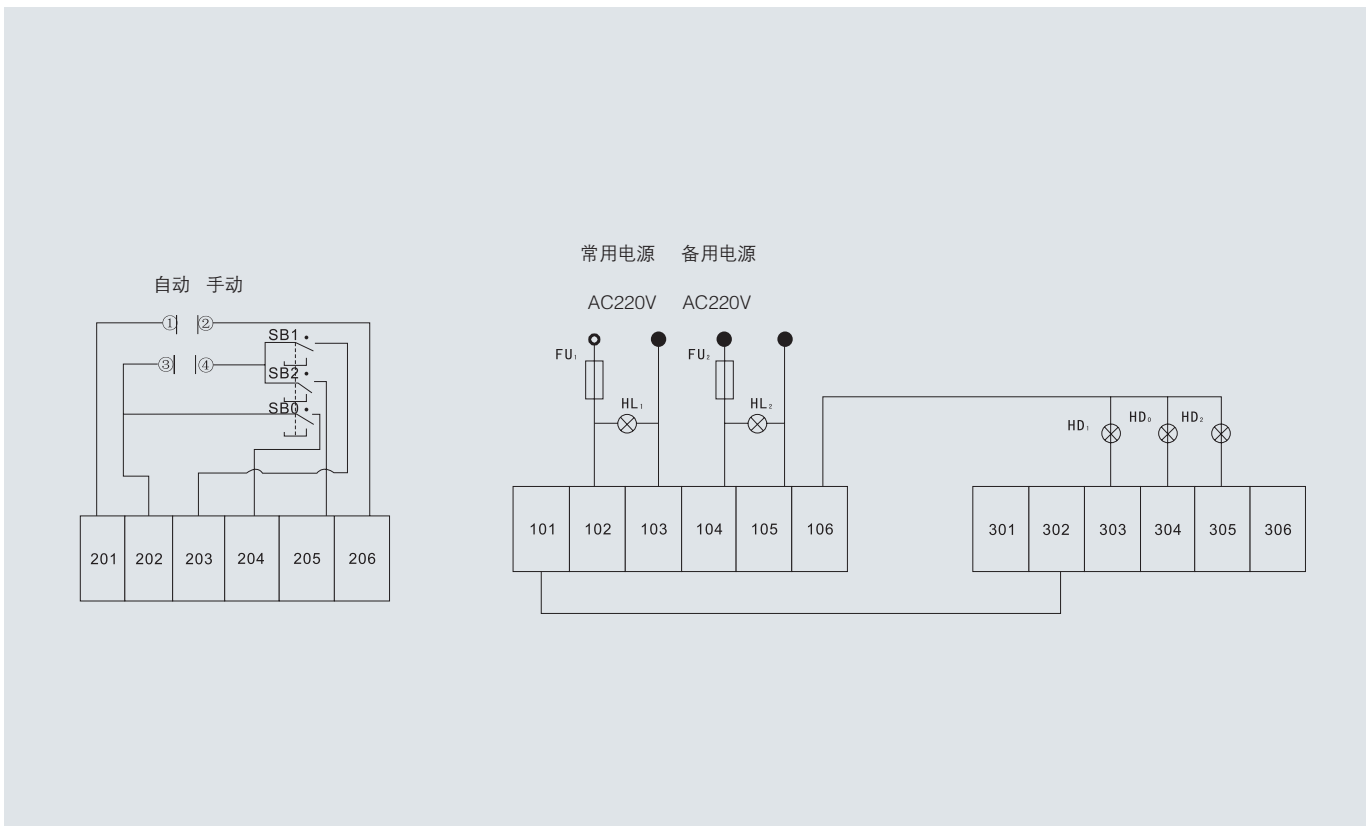 自动 手动
① ②
③ ④
SB1
SB2
SB0
201 202 203 204 205 206
常用电源 备用电源
AC220V AC220V
FU₁ FU₂
HL₁ HL₂
101 102 103 104 105 106
HD₁ HD₀ HD₂
301 302 303 304 305 306